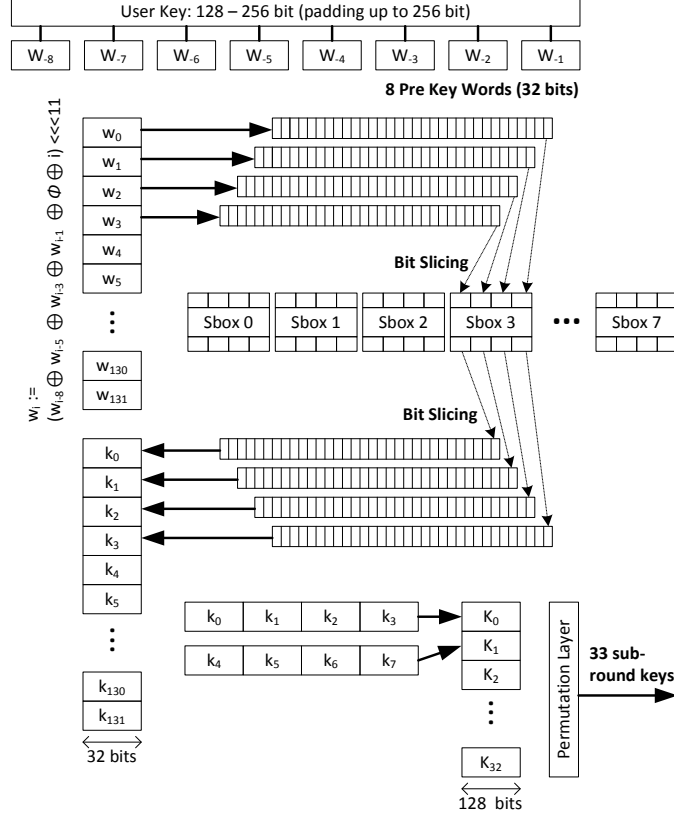 User Key: 128 – 256 bit (padding up to 256 bit)
W-8 W-7 W-6 W-5 W-4 W-3 W-2 W-1
8 Pre Key Words (32 bits)
wi :=
(wi-8 ⊕ wi-5 ⊕ wi-3 ⊕ wi-1 ⊕ Φ ⊕ i) <<<11
w0
w1
w2
w3
w4
w5
w130
w131
Bit Slicing
Sbox 0 Sbox 1 Sbox 2 Sbox 3 Sbox 7
Bit Slicing
k0
k1
k2
k3
k4
k5
k130
k131
32 bits
k0 k1 k2 k3
k4 k5 k6 k7
K0
K1
K2
K32
128 bits
Permutation Layer
33 sub-
round keys